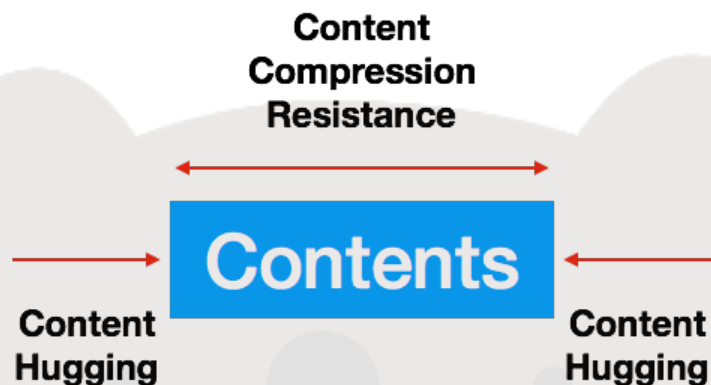 Content
Compression
Resistance
Contents
Content
Hugging
Content
Hugging